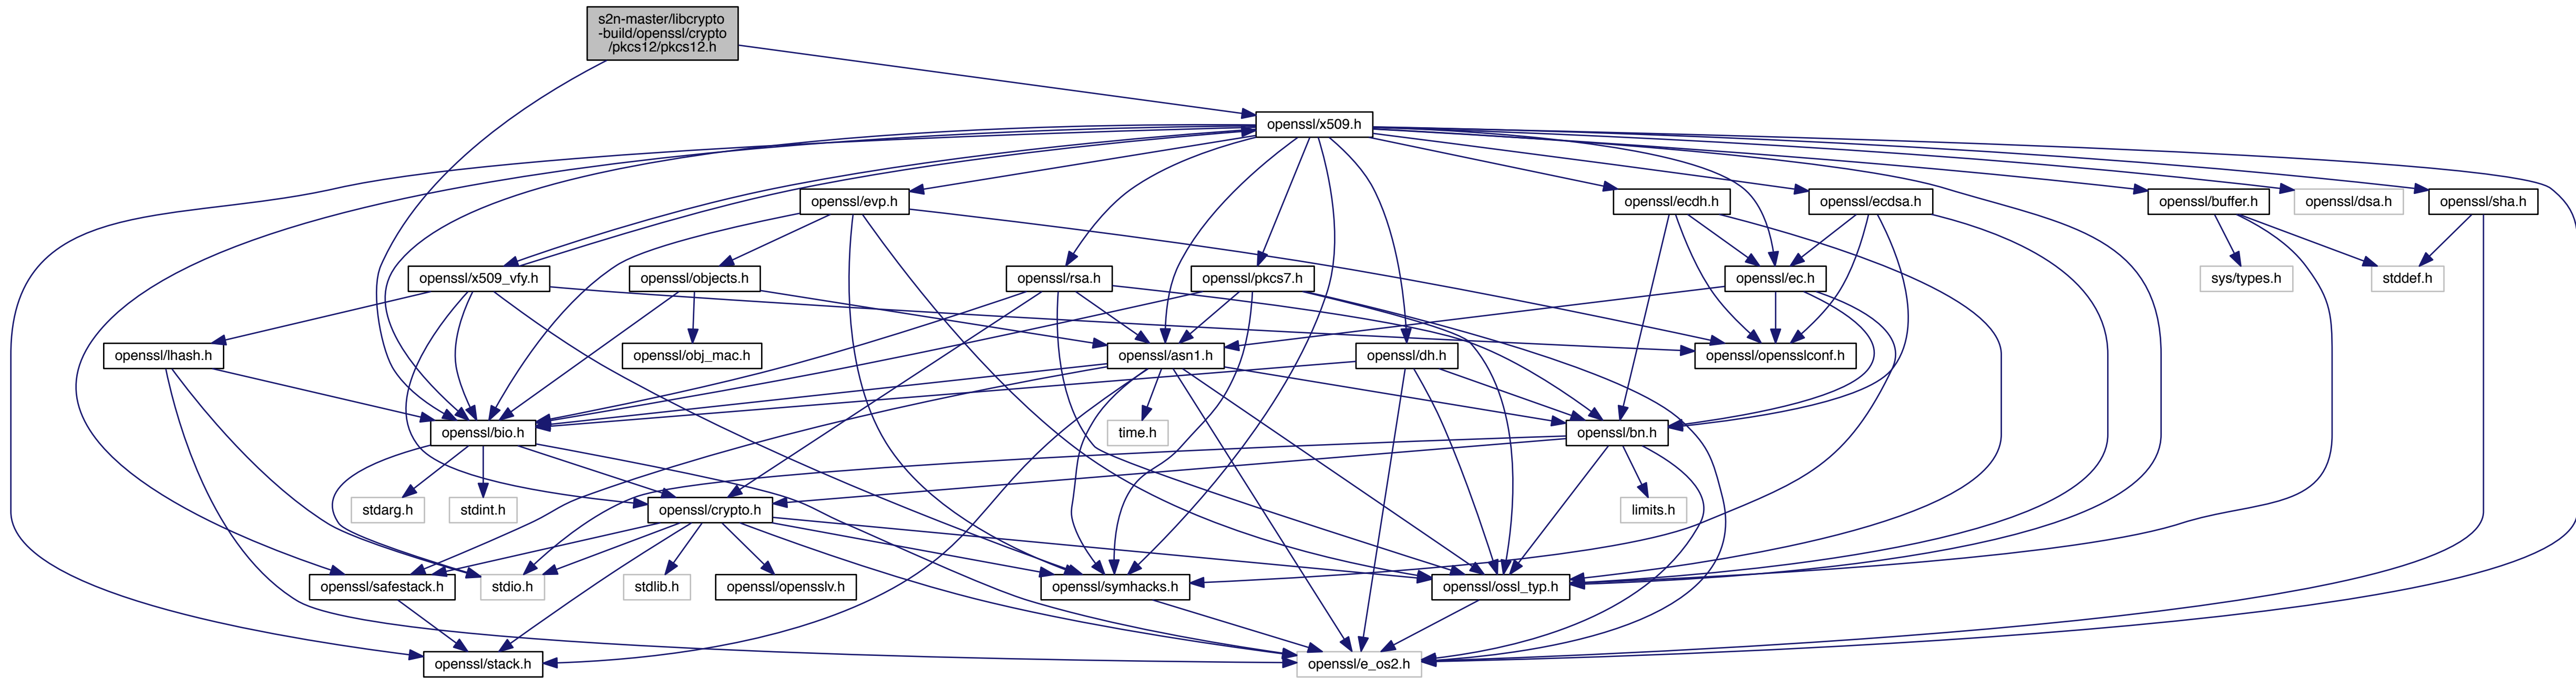 s2n-master/libcrypto
-build/openssl/crypto
/pkcs12/pkcs12.h
openssl/x509.h
openssl/evp.h
openssl/ecdh.h
openssl/ecdsa.h
openssl/buffer.h
openssl/dsa.h
openssl/sha.h
openssl/x509_vfy.h
openssl/objects.h
openssl/rsa.h
openssl/pkcs7.h
openssl/ec.h
sys/types.h
stddef.h
openssl/lhash.h
openssl/obj_mac.h
openssl/asn1.h
openssl/dh.h
openssl/opensslconf.h
openssl/bio.h
time.h
openssl/bn.h
stdarg.h
stdint.h
openssl/crypto.h
limits.h
openssl/safestack.h
stdio.h
stdlib.h
openssl/opensslv.h
openssl/symhacks.h
openssl/ossl_typ.h
openssl/stack.h
openssl/e_os2.h